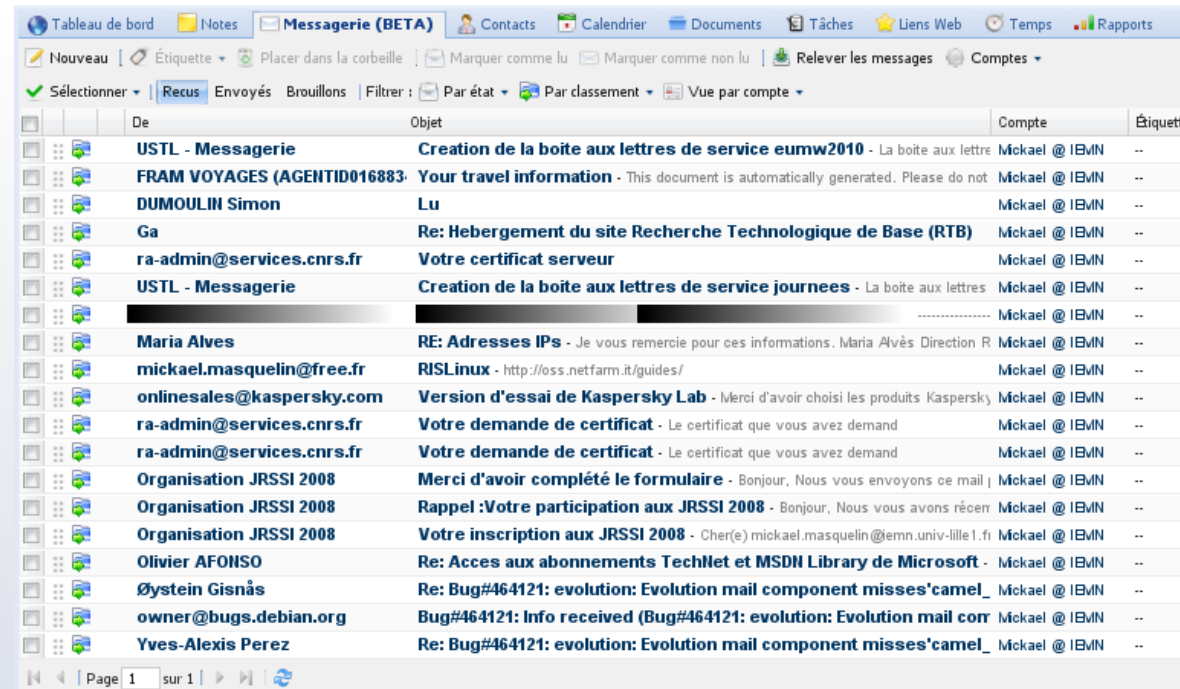 Tableau de bord Notes Messagerie (BETA) Contacts Calendrier Documents Tâches Liens Web Temps Rapports
Nouveau Étiquette Placer dans la corbeille Marquer comme lu Marquer comme non lu Relever les messages Comptes
Sélectionner Recus Envoyés Brouillons Filtrer : Par état Par classement Vue par compte
De Objet Compte Étiquett
USTL - Messagerie Creation de la boite aux lettres de service eumw2010 - La boite aux lettre Mickael @ IEMN --
FRAM VOYAGES (AGENTID016883- Your travel information - This document is automatically generated. Please do not Mickael @ IEMN --
DUMOULIN Simon Lu Mickael @ IEMN --
Ga Re: Hebergement du site Recherche Technologique de Base (RTB) Mickael @ IEMN --
ra-admin@services.cnrs.fr Votre certificat serveur Mickael @ IEMN --
USTL - Messagerie Creation de la boite aux lettres de service journees - La boite aux lettres Mickael @ IEMN --
---------------- Mickael @ IEMN --
Maria Alves RE: Adresses IPs - Je vous remercie pour ces informations. Maria Alvès Direction R Mickael @ IEMN --
mickael.masquelin@free.fr RISLinux - http://oss.netfarm.it/guides/ Mickael @ IEMN --
onlinesales@kaspersky.com Version d'essai de Kaspersky Lab - Merci d'avoir choisi les produits Kaspersky Mickael @ IEMN --
ra-admin@services.cnrs.fr Votre demande de certificat - Le certificat que vous avez demand Mickael @ IEMN --
ra-admin@services.cnrs.fr Votre demande de certificat - Le certificat que vous avez demand Mickael @ IEMN --
Organisation JRSSI 2008 Merci d'avoir complété le formulaire - Bonjour, Nous vous envoyons ce mail Mickael @ IEMN --
Organisation JRSSI 2008 Rappel :Votre participation aux JRSSI 2008 - Bonjour, Nous vous avons récem Mickael @ IEMN --
Organisation JRSSI 2008 Votre inscription aux JRSSI 2008 - Cher(e) mickael.masquelin@iemn.univ-lille1.fr Mickael @ IEMN --
Olivier AFONSO Re: Acces aux abonnements TechNet et MSDN Library de Microsoft - Mickael @ IEMN --
Øystein Gisnås Re: Bug#464121: evolution: Evolution mail component misses'camel_ Mickael @ IEMN --
owner@bugs.debian.org Bug#464121: Info received (Bug#464121: evolution: Evolution mail com Mickael @ IEMN --
Yves-Alexis Perez Re: Bug#464121: evolution: Evolution mail component misses'camel_ Mickael @ IEMN --
Page 1 sur 1